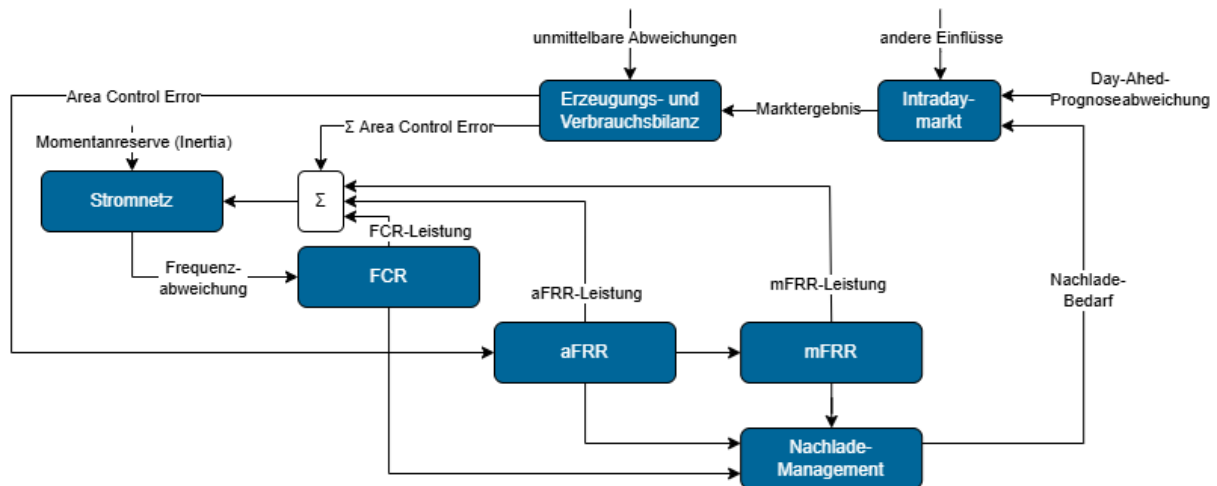 unmittelbare Abweichungen
andere Einflüsse
Area Control Error
Erzeugungs- und
Verbrauchsbilanz
Marktergebnis
Intraday-
markt
Day-Ahed-
Prognoseabweichung
Σ Area Control Error
Momentanreserve (Inertia)
Stromnetz
Σ
FCR-Leistung
Frequenz-
abweichung
FCR
aFRR-Leistung
mFRR-Leistung
Nachlade-
Bedarf
aFRR
mFRR
Nachlade-
Management